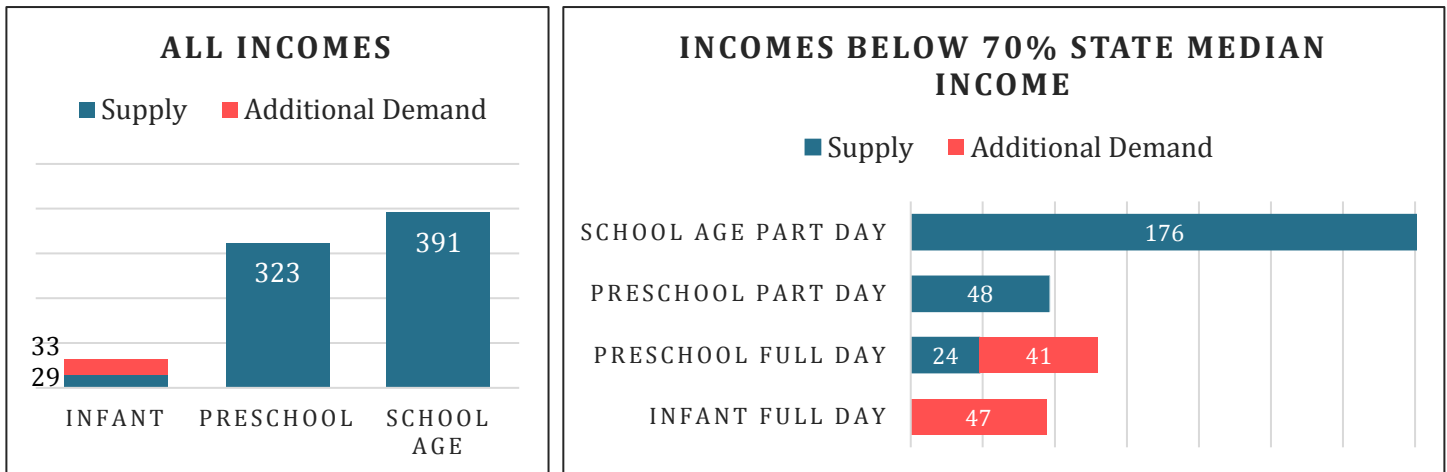 ALL INCOMES
Supply Additional Demand
33
29
323
391
INFANT PRESCHOOL SCHOOL
AGE
INCOMES BELOW 70% STATE MEDIAN
INCOME
Supply Additional Demand
SCHOOL AGE PART DAY 176
PRESCHOOL PART DAY 48
PRESCHOOL FULL DAY 24 41
INFANT FULL DAY 47